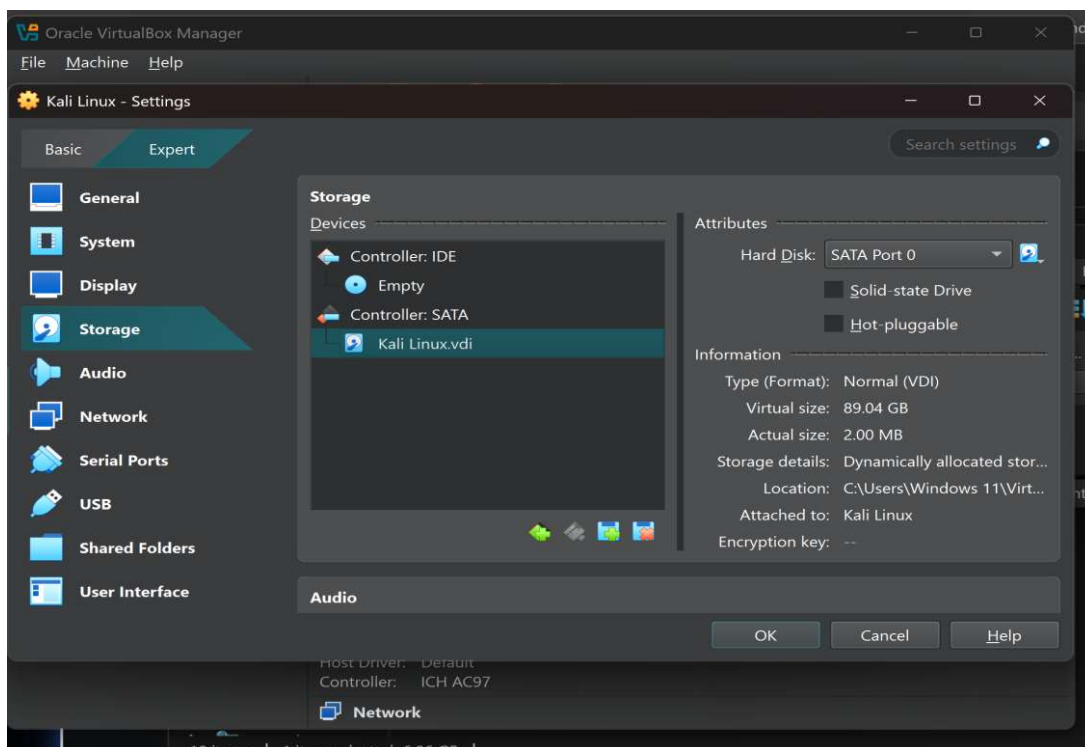 Oracle VirtualBox Manager
File Machine Help
Kali Linux - Settings
Basic Expert Search settings
General
System
Display
Storage
Audio
Network
Serial Ports
USB
Shared Folders
User Interface
Storage
Devices
Controller: IDE
Empty
Controller: SATA
Kali Linux.vdi
Attributes
Hard Disk: SATA Port 0
Solid-state Drive
Hot-pluggable
Information
Type (Format): Normal (VDI)
Virtual size: 89.04 GB
Actual size: 2.00 MB
Storage details: Dynamically allocated stor...
Location: C:\Users\Windows 11\Virt...
Attached to: Kali Linux
Encryption key: --
Audio
OK Cancel Help
Host Driver: Default
Controller: ICH AC97
Network